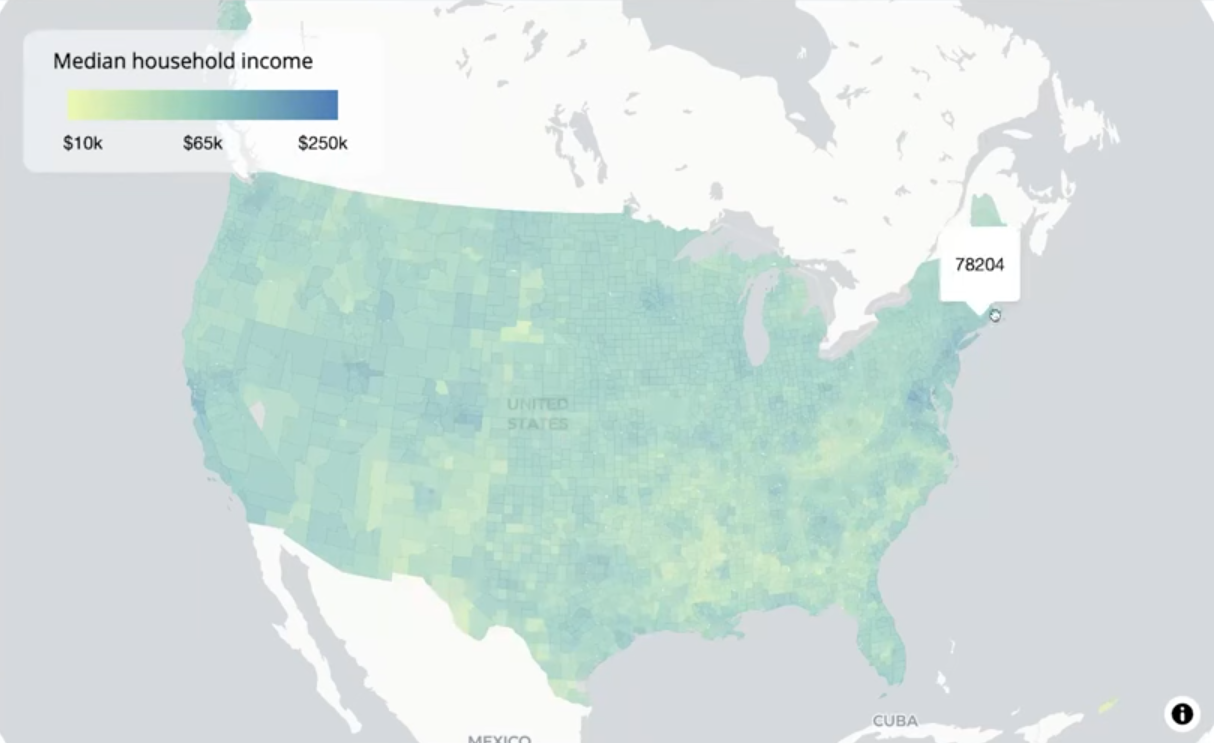 Median household income
$10k $65k $250k
78204
UNITED
STATES
CUBA
MEXICO